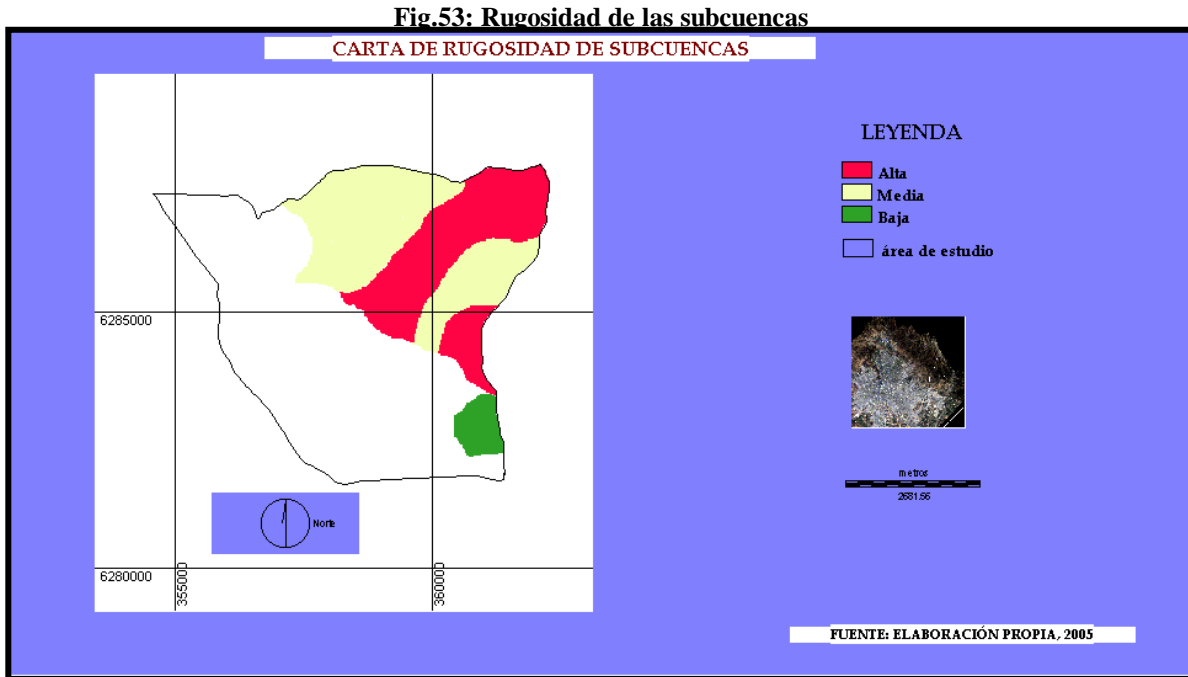 Fig.53: Rugosidad de las subcuencas
CARTA DE RUGOSIDAD DE SUBCUENCAS
LEYENDA
Alta
Media
Baja
área de estudio
6285000
metros
2681.56
Norte
6280000
355000
360000
FUENTE: ELABORACIÓN PROPIA, 2005